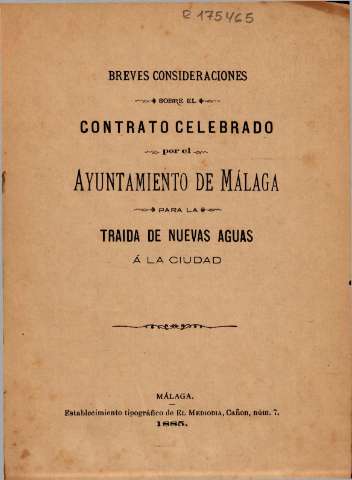 R 175465
BREVES CONSIDERACIONES
SOBRE EL
CONTRATO CELEBRADO
por el
AYUNTAMIENTO DE MÁLAGA
PARA LA
TRAIDA DE NUEVAS AGUAS
Á LA CIUDAD
MÁLAGA.
Establecimiento tipográfico de EL MEDIODIA, Cañon, núm. 7.
1885.